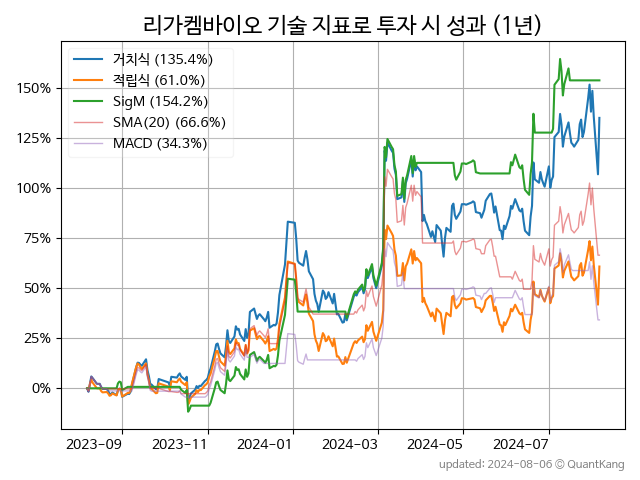 리가켐바이오 기술 지표로 투자 시 성과 (1년)
거치식 (135.4%)
적립식 (61.0%)
SigM (154.2%)
SMA(20) (66.6%)
MACD (34.3%)
150%
125%
100%
75%
50%
25%
0%
2023-09 2023-11 2024-01 2024-03 2024-05 2024-07
updated: 2024-08-06 © QuantKang